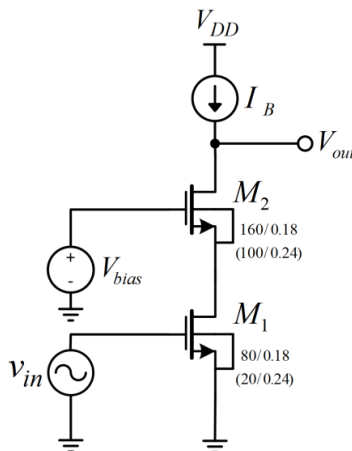 V_DD
I_B
V_out
M_2
160/0.18
(100/0.24)
+
-
V_bias
M_1
80/0.18
(20/0.24)
v_in